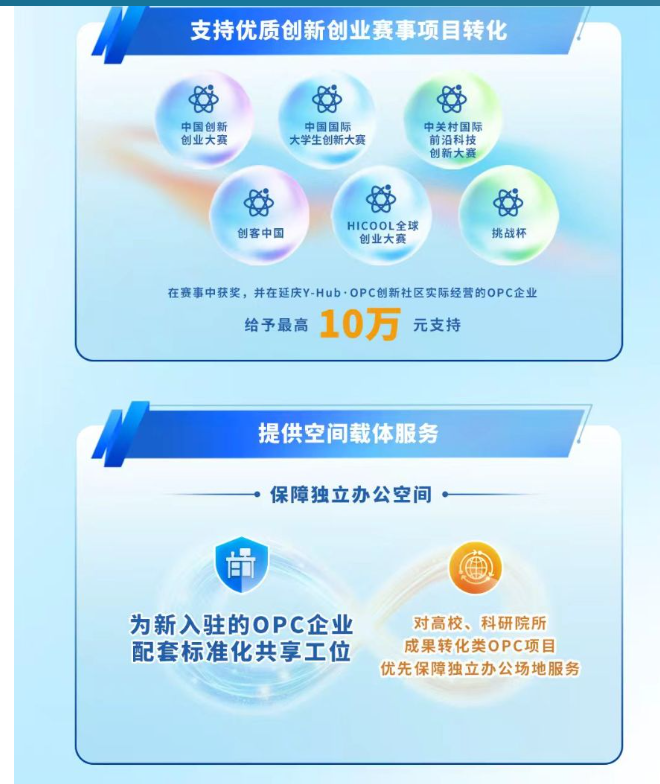 支持优质创新创业赛事项目转化
中国创新
创业大赛
中国国际
大学生创新大赛
中关村国际
前沿科技
创新大赛
创客中国
HICOOL全球
创业大赛
挑战杯
在赛事中获奖，并在延庆Y-Hub·OPC创新社区实际经营的OPC企业
给予最高 10万 元支持
提供空间载体服务
保障独立办公空间
为新入驻的OPC企业
配套标准化共享工位
对高校、科研院所
成果转化类OPC项目
优先保障独立办公场地服务